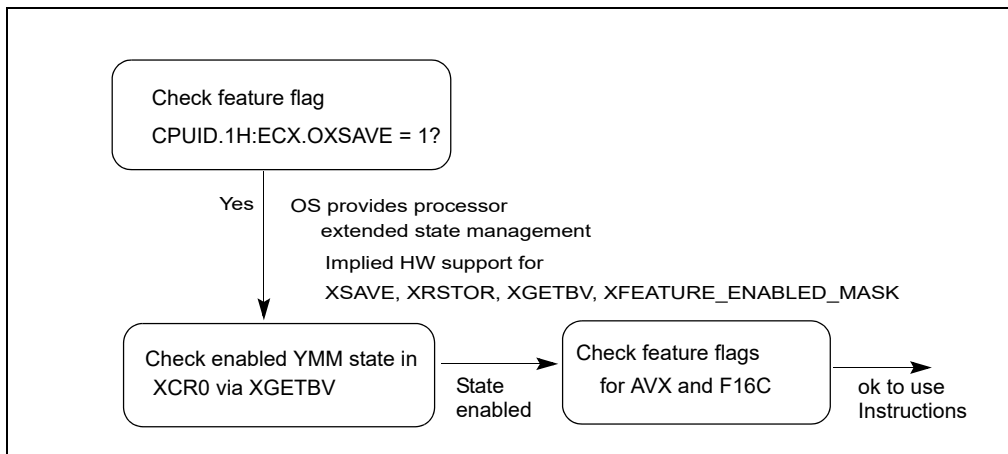 Check feature flag
CPUID.1H:ECX.OXSAVE = 1?
Yes
OS provides processor
extended state management
Implied HW support for
XSAVE, XRSTOR, XGETBV, XFEATURE_ENABLED_MASK
Check enabled YMM state in
XCR0 via XGETBV
State
enabled
Check feature flags
for AVX and F16C
ok to use
Instructions